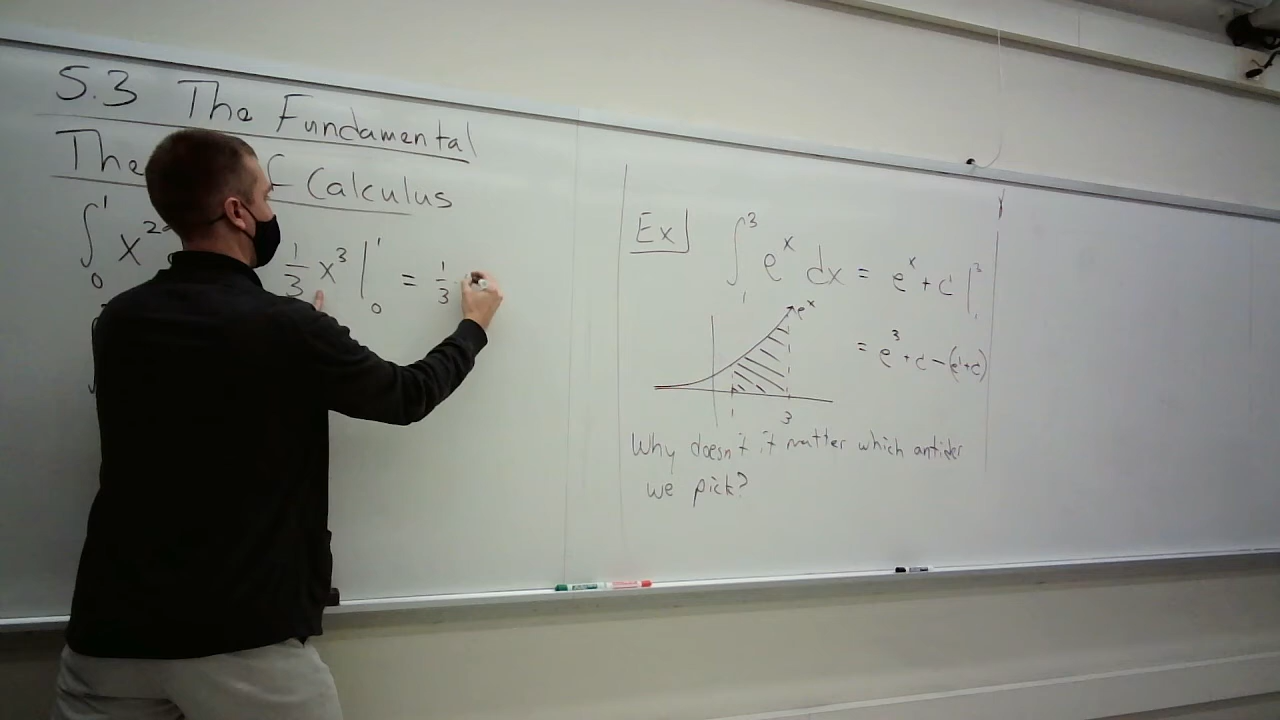 5.3 The Fundamental
The f Calculus
∫₀¹ x² 1/3 x³ |₀¹ = 1/3
Ex
∫₁³ eˣ dx = eˣ + c |₁³
= e³ + c - (e¹ + c)
eˣ
1 3
Why doesn't it matter which antider
we pick?